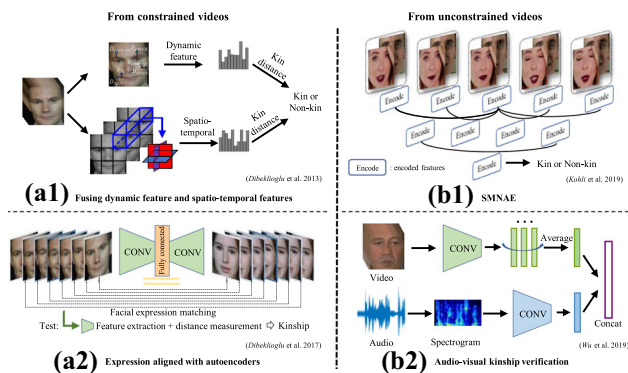 From constrained videos
From unconstrained videos
Dynamic
feature
Kin
distance
Kin or
Non-kin
Spatio-
temporal
Kin
distance
(Dibeklioglu et al. 2013)
(a1) Fusing dynamic feature and spatio-temporal features
Encode Encode Encode Encode Encode
Encode Encode Encode Encode
Encode : encoded features
Encode Kin or Non-kin
(Kohli et al. 2019)
(b1) SMNAE
CONV Fully connected CONV
Facial expression matching
Test: Feature extraction + distance measurement ⇨ Kinship
(Dibeklioglu et al. 2017)
(a2) Expression aligned with autoencoders
Video
CONV
Average
Audio
Spectrogram
CONV
Concat
(Wu et al. 2019)
(b2) Audio-visual kinship verification